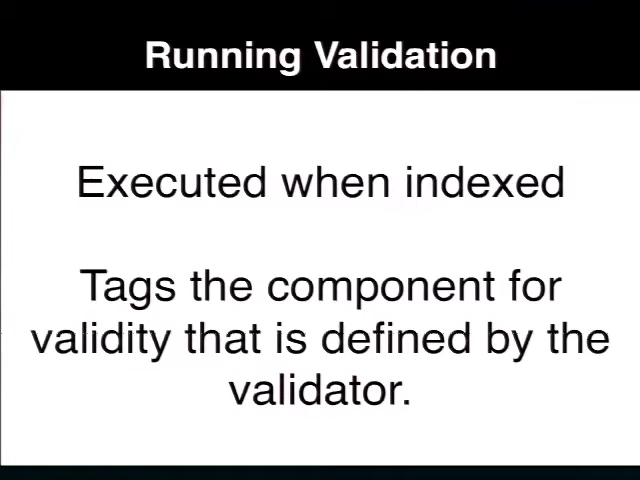 Running Validation
Executed when indexed
Tags the component for
validity that is defined by the
validator.